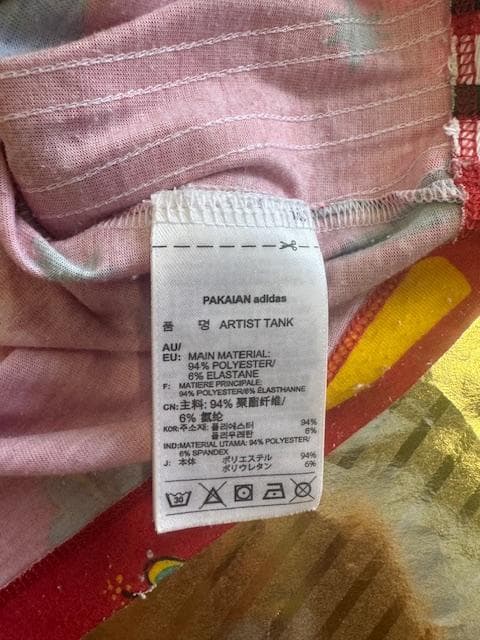 PAKAIAN adidas
품 명 ARTIST TANK
AU/
EU: MAIN MATERIAL:
94% POLYESTER/
6% ELASTANE
F: MATIERE PRINCIPALE:
94% POLYESTER/6% ÉLASTHANNE
CN: 主料: 94% 聚酯纤维/
6% 氨纶
KOR: 주소재: 폴리에스터 94%
폴리우레탄 6%
IND: MATERIAL UTAMA: 94% POLYESTER/
6% SPANDEX
J: 本体 ポリエステル 94%
ポリウレタン 6%
30